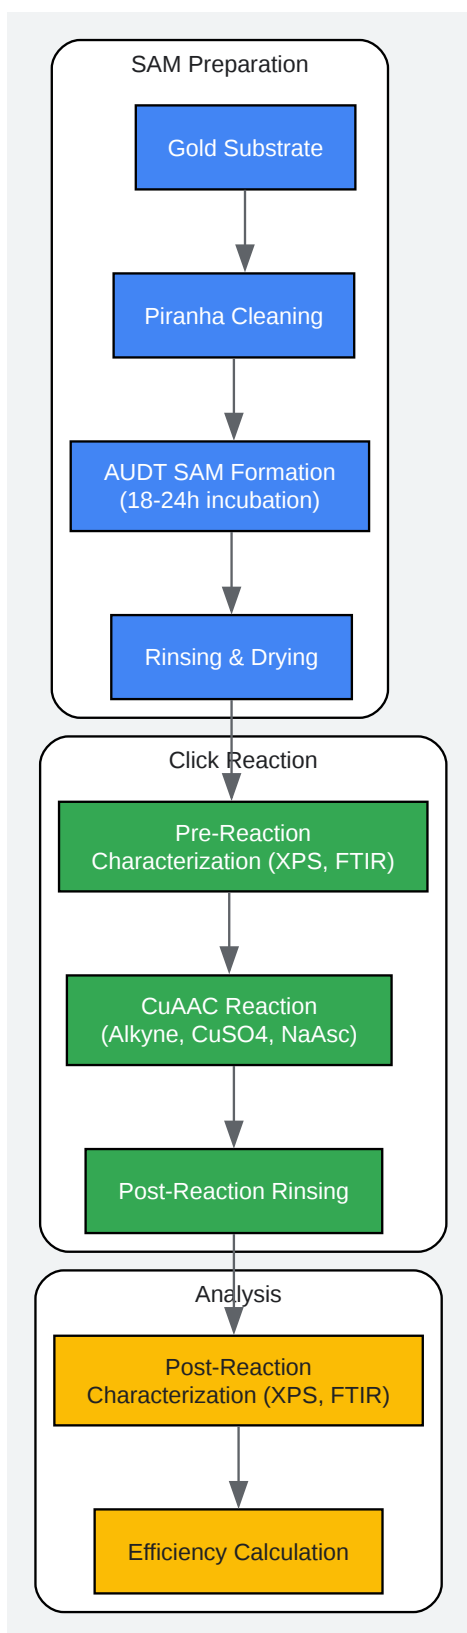 SAM Preparation
Gold Substrate
Piranha Cleaning
AUDT SAM Formation
(18-24h incubation)
Rinsing & Drying
Click Reaction
Pre-Reaction
Characterization (XPS, FTIR)
CuAAC Reaction
(Alkyne, CuSO4, NaAsc)
Post-Reaction Rinsing
Analysis
Post-Reaction
Characterization (XPS, FTIR)
Efficiency Calculation